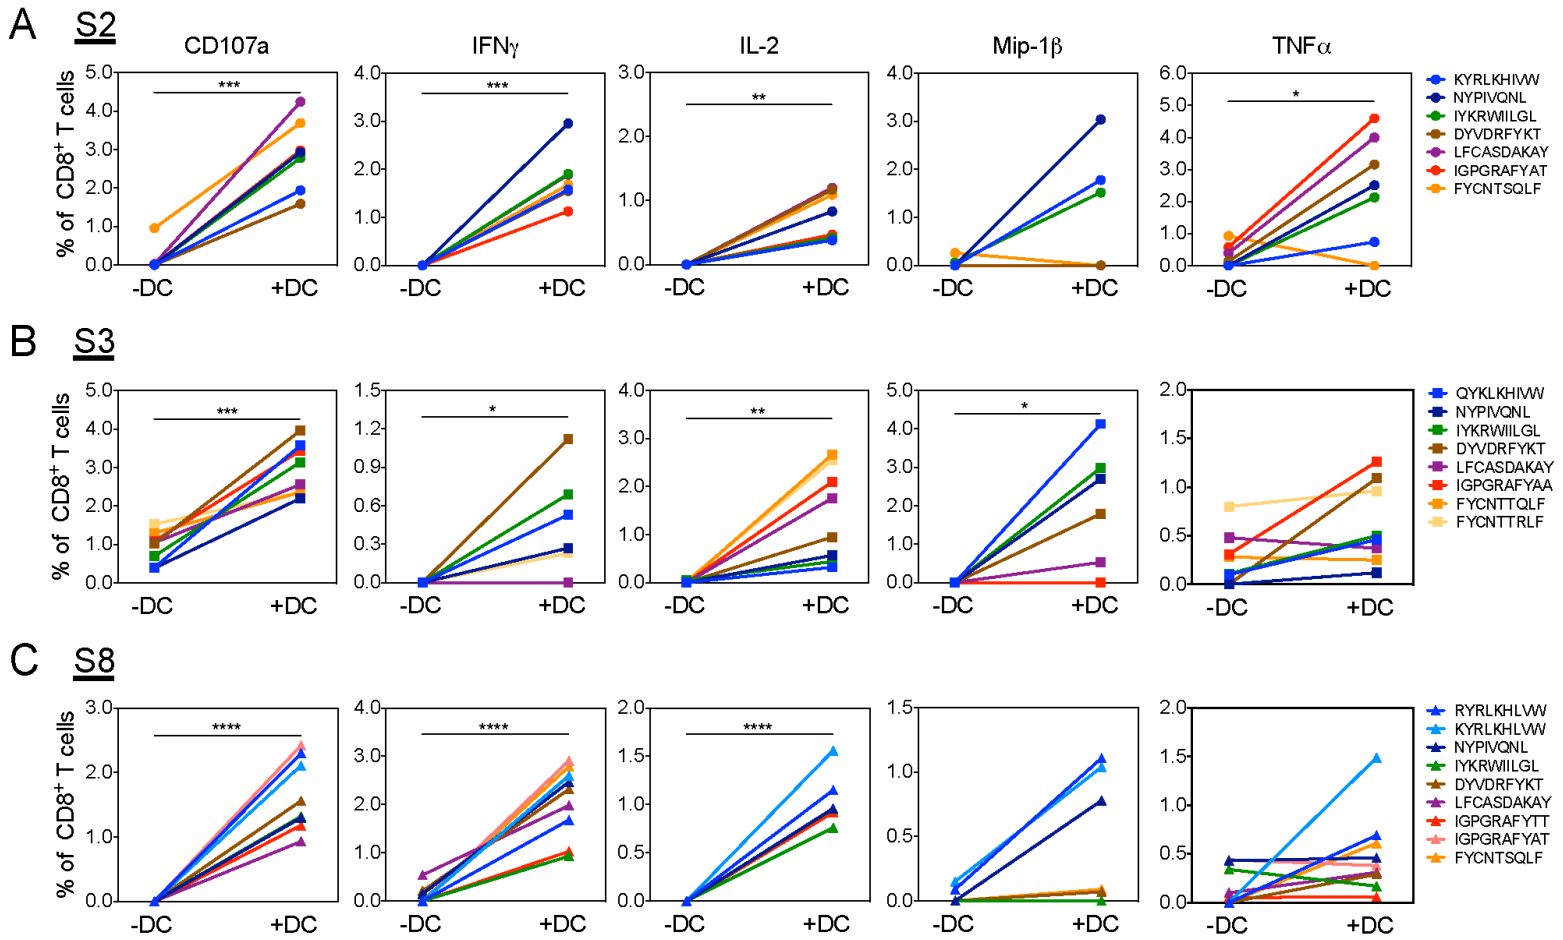 A S2
CD107a IFNγ IL-2 Mip-1β TNFα
% of CD8+ T cells
5.0 4.0 3.0 2.0 1.0 0.0
-DC +DC
***
4.0 3.0 2.0 1.0 0.0
-DC +DC
***
3.0 2.0 1.0 0.0
-DC +DC
**
4.0 3.0 2.0 1.0 0.0
-DC +DC
6.0 5.0 4.0 3.0 2.0 1.0 0.0
-DC +DC
*
KYRLKHIVW
NYPIVQNL
IYKRWIILGL
DYVDRFYKT
LFCASDAKAY
IGPGRAFYAT
FYCNTSQLF
B S3
% of CD8+ T cells
5.0 4.0 3.0 2.0 1.0 0.0
-DC +DC
***
1.5 1.2 0.9 0.6 0.3 0.0
-DC +DC
*
4.0 3.0 2.0 1.0 0.0
-DC +DC
**
5.0 4.0 3.0 2.0 1.0 0.0
-DC +DC
*
2.0 1.5 1.0 0.5 0.0
-DC +DC
QYKLKHIVW
NYPIVQNL
IYKRWIILGL
DYVDRFYKT
LFCASDAKAY
IGPGRAFYAA
FYCNTTQLF
FYCNTTRLF
C S8
% of CD8+ T cells
3.0 2.0 1.0 0.0
-DC +DC
****
4.0 3.0 2.0 1.0 0.0
-DC +DC
****
2.0 1.5 1.0 0.5 0.0
-DC +DC
****
1.5 1.0 0.5 0.0
-DC +DC
2.0 1.5 1.0 0.5 0.0
-DC +DC
RYRLKHLVW
KYRLKHLVW
NYPIVQNL
IYKRWIILGL
DYVDRFYKT
LFCASDAKAY
IGPGRAFYTT
IGPGRAFYAT
FYCNTSQLF